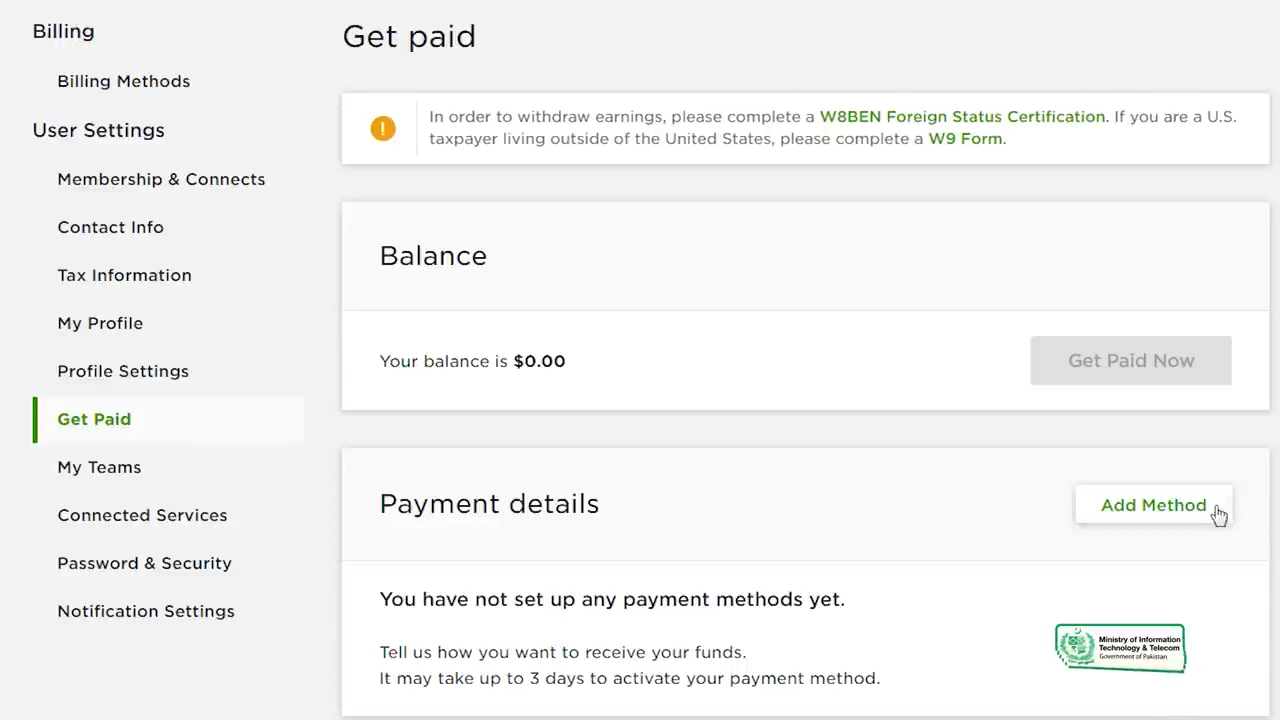 Billing
Billing Methods
User Settings
Membership & Connects
Contact Info
Tax Information
My Profile
Profile Settings
Get Paid
My Teams
Connected Services
Password & Security
Notification Settings
Get paid
In order to withdraw earnings, please complete a W8BEN Foreign Status Certification. If you are a U.S.
taxpayer living outside of the United States, please complete a W9 Form.
Balance
Your balance is $0.00
Get Paid Now
Payment details
Add Method
You have not set up any payment methods yet.
Tell us how you want to receive your funds.
It may take up to 3 days to activate your payment method.
Ministry of Information
Technology & Telecom
Government of Pakistan